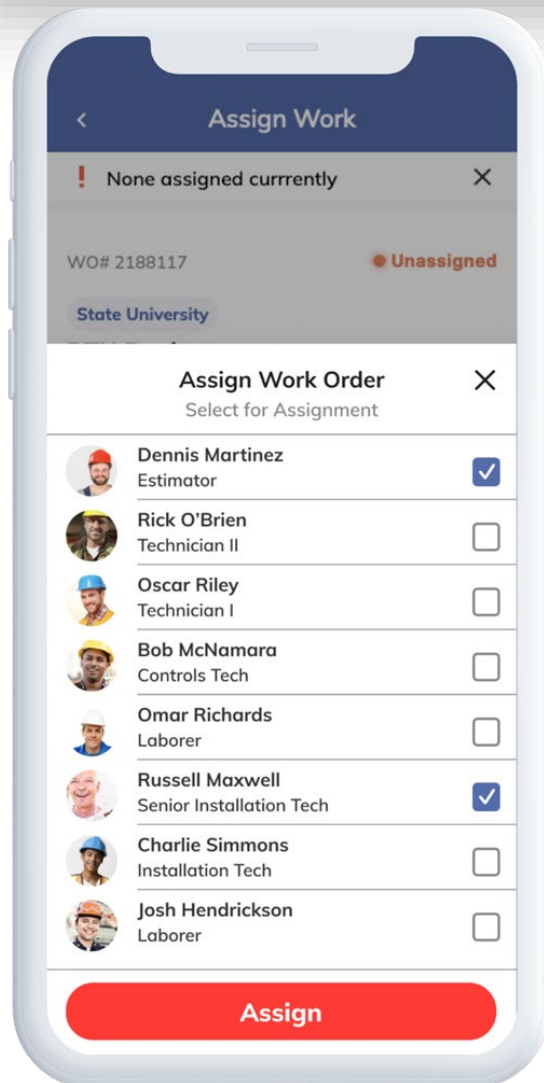 Assign Work
None assigned currrently
WO# 2188117
Unassigned
State University
Assign Work Order
Select for Assignment
Dennis Martinez
Estimator
Rick O’Brien
Technician II
Oscar Riley
Technician I
Bob McNamara
Controls Tech
Omar Richards
Laborer
Russell Maxwell
Senior Installation Tech
Charlie Simmons
Installation Tech
Josh Hendrickson
Laborer
Assign